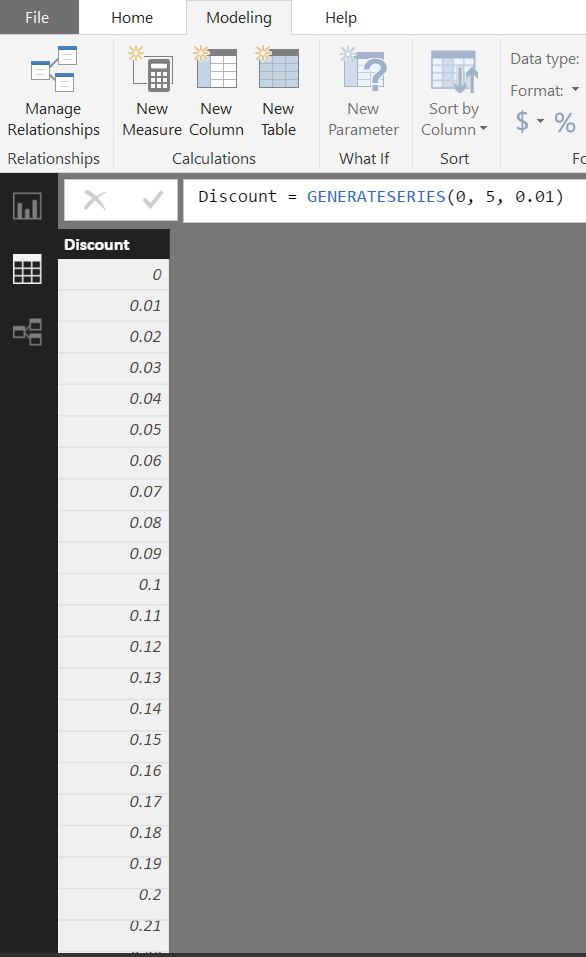 File Home Modeling Help
Manage Relationships
New Measure
New Column
New Table
New Parameter
Sort by Column
Data type:
Format:
$ %
Relationships Calculations What If Sort Fo
Discount = GENERATESERIES(0, 5, 0.01)
Discount
0
0.01
0.02
0.03
0.04
0.05
0.06
0.07
0.08
0.09
0.1
0.11
0.12
0.13
0.14
0.15
0.16
0.17
0.18
0.19
0.2
0.21